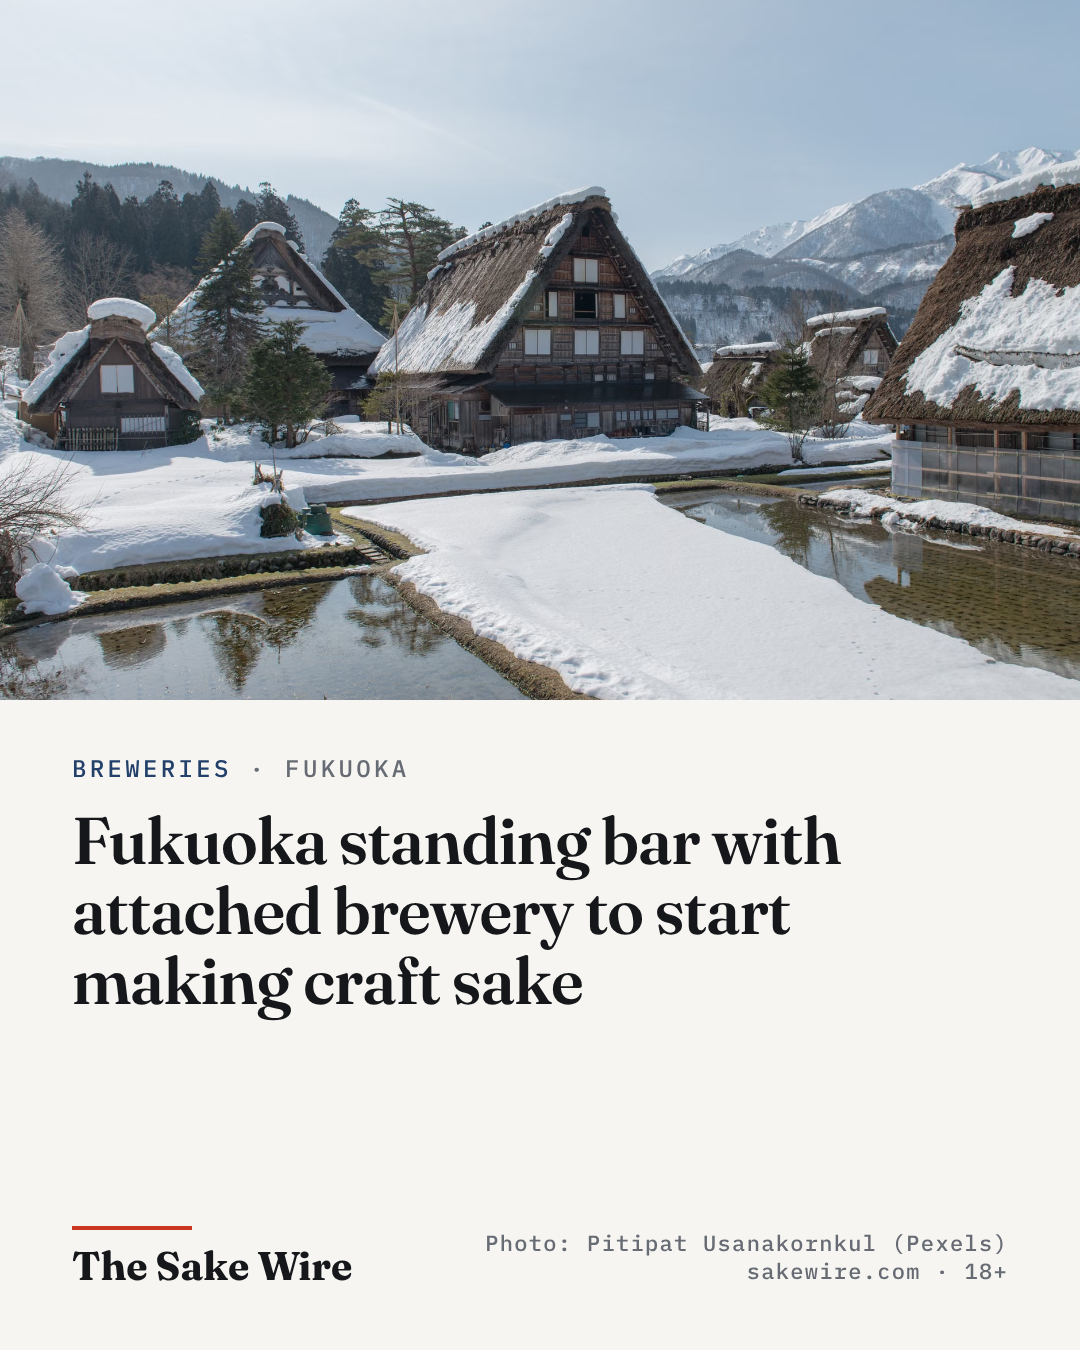 BREWERIES · FUKUOKA
Fukuoka standing bar with
attached brewery to start
making craft sake
The Sake Wire
Photo: Pitipat Usanakornkul (Pexels)
sakewire.com · 18+